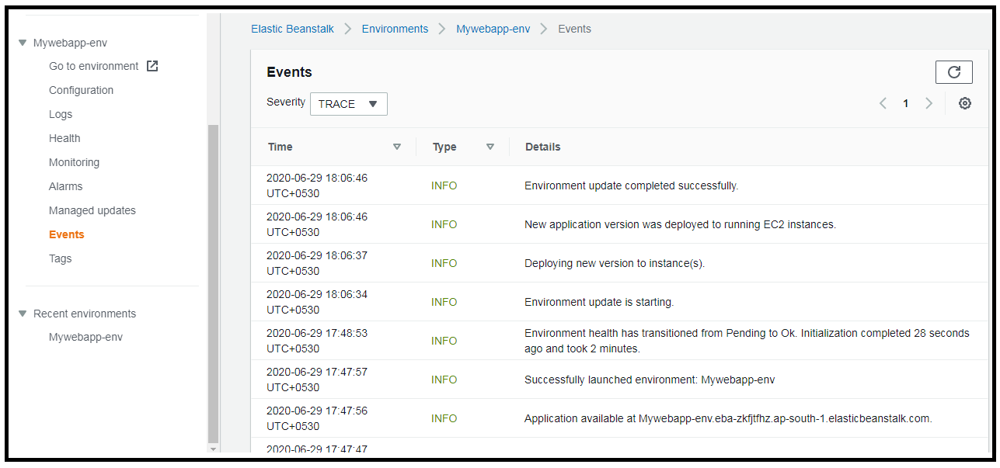 Mywebapp-env
Go to environment
Configuration
Logs
Health
Monitoring
Alarms
Managed updates
Events
Tags
Recent environments
Mywebapp-env
Elastic Beanstalk > Environments > Mywebapp-env > Events
Events
Severity TRACE
1
Time Type Details
2020-06-29 18:06:46
UTC+0530
INFO
Environment update completed successfully.
2020-06-29 18:06:46
UTC+0530
INFO
New application version was deployed to running EC2 instances.
2020-06-29 18:06:37
UTC+0530
INFO
Deploying new version to instance(s).
2020-06-29 18:06:34
UTC+0530
INFO
Environment update is starting.
2020-06-29 17:48:53
UTC+0530
INFO
Environment health has transitioned from Pending to Ok. Initialization completed 28 seconds
ago and took 2 minutes.
2020-06-29 17:47:57
UTC+0530
INFO
Successfully launched environment: Mywebapp-env
2020-06-29 17:47:56
UTC+0530
INFO
Application available at Mywebapp-env.eba-zkfjtfhz.ap-south-1.elasticbeanstalk.com.
2020-06-29 17:47:47